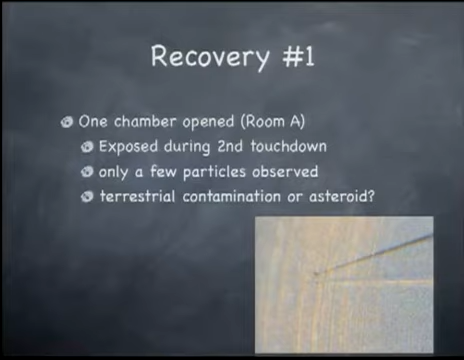 Recovery #1
One chamber opened (Room A)
Exposed during 2nd touchdown
only a few particles observed
terrestrial contamination or asteroid?